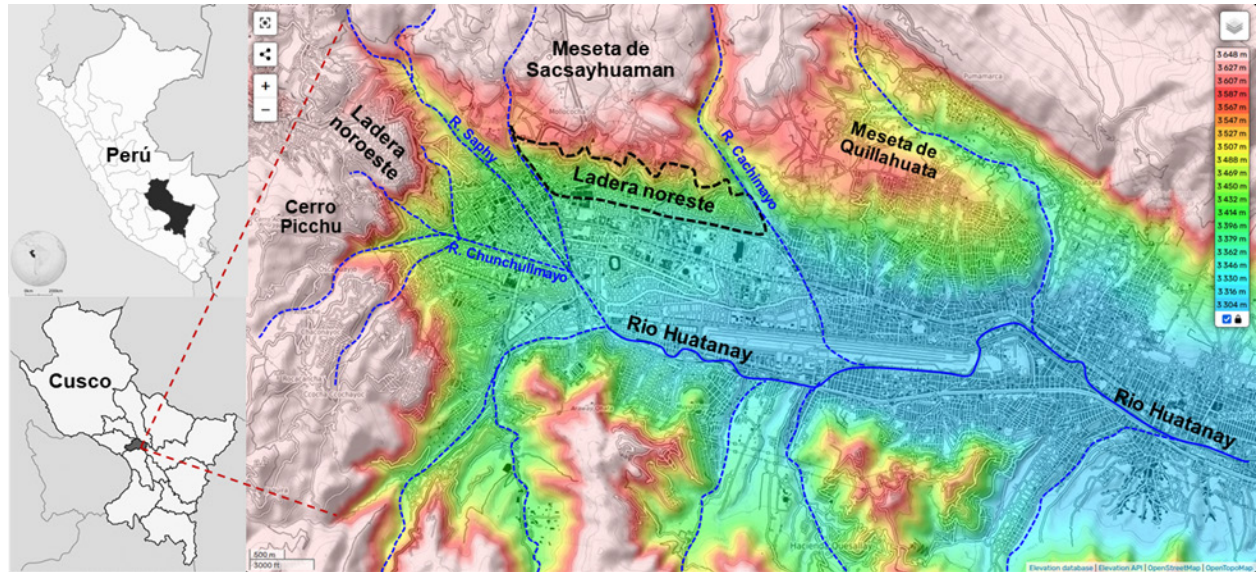 Perú
Cusco
Meseta de
Sacsayhuaman
Ladera
noroeste
R. Saphy
Ladera noreste
R. Cachimayo
Meseta de
Quillahuata
Pumamarca
Cerro
Picchu
R. Chunchullmayo
Rio Huatanay
Rio Huatanay
500 m
3000 ft
3 648 m
3 627 m
3 607 m
3 587 m
3 567 m
3 547 m
3 527 m
3 507 m
3 488 m
3 469 m
3 450 m
3 432 m
3 414 m
3 396 m
3 379 m
3 362 m
3 346 m
3 330 m
3 316 m
3 304 m
Elevation database | Elevation API | OpenStreetMap | OpenTopoMap